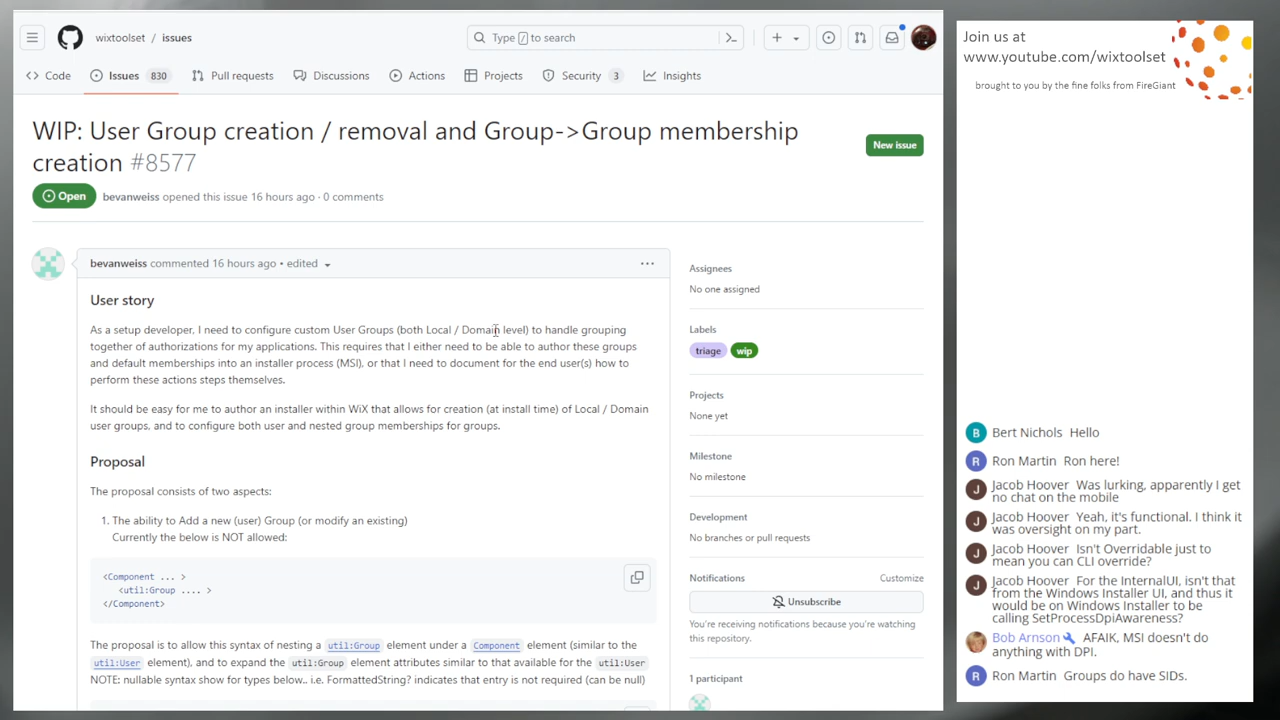 wixtoolset / issues
Type / to search
Code
Issues 830
Pull requests
Discussions
Actions
Projects
Security 3
Insights
WIP: User Group creation / removal and Group->Group membership
creation #8577
New issue
Open
bevanweiss opened this issue 16 hours ago · 0 comments
bevanweiss commented 16 hours ago • edited
User story
As a setup developer, I need to configure custom User Groups (both Local / Domain level) to handle grouping
together of authorizations for my applications. This requires that I either need to be able to author these groups
and default memberships into an installer process (MSI), or that I need to document for the end user(s) how to
perform these actions steps themselves.
It should be easy for me to author an installer within WiX that allows for creation (at install time) of Local / Domain
user groups, and to configure both user and nested group memberships for groups.
Proposal
The proposal consists of two aspects:
1. The ability to Add a new (user) Group (or modify an existing)
Currently the below is NOT allowed:
<Component ... >
<util:Group .... >
</Component>
The proposal is to allow this syntax of nesting a util:Group element under a Component element (similar to the
util:User element), and to expand the util:Group element attributes similar to that available for the util:User
NOTE: nullable syntax show for types below.. i.e. FormattedString? indicates that entry is not required (can be null)
Assignees
No one assigned
Labels
triage wip
Projects
None yet
Milestone
No milestone
Development
No branches or pull requests
Notifications
Customize
Unsubscribe
You're receiving notifications because you're watching
this repository.
1 participant
Join us at
www.youtube.com/wixtoolset
brought to you by the fine folks from FireGiant
B Bert Nichols Hello
R Ron Martin Ron here!
J Jacob Hoover Was lurking, apparently I get
no chat on the mobile
J Jacob Hoover Yeah, it's functional. I think it
was oversight on my part.
J Jacob Hoover Isn't Overridable just to
mean you can CLI override?
J Jacob Hoover For the InternalUI, isn't that
from the Windows Installer UI, and thus it
would be on Windows Installer to be
calling SetProcessDpiAwareness?
Bob Arnson AFAIK, MSI doesn't do
anything with DPI.
R Ron Martin Groups do have SIDs.